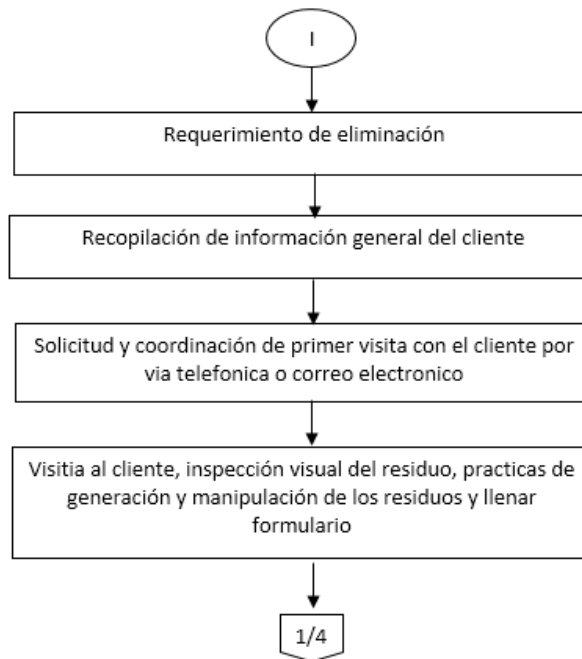 I
Requerimiento de eliminación
Recopilación de información general del cliente
Solicitud y coordinación de primer visita con el cliente por
via telefonica o correo electronico
Visitia al cliente, inspección visual del residuo, practicas de
generación y manipulación de los residuos y llenar
formulario
1/4